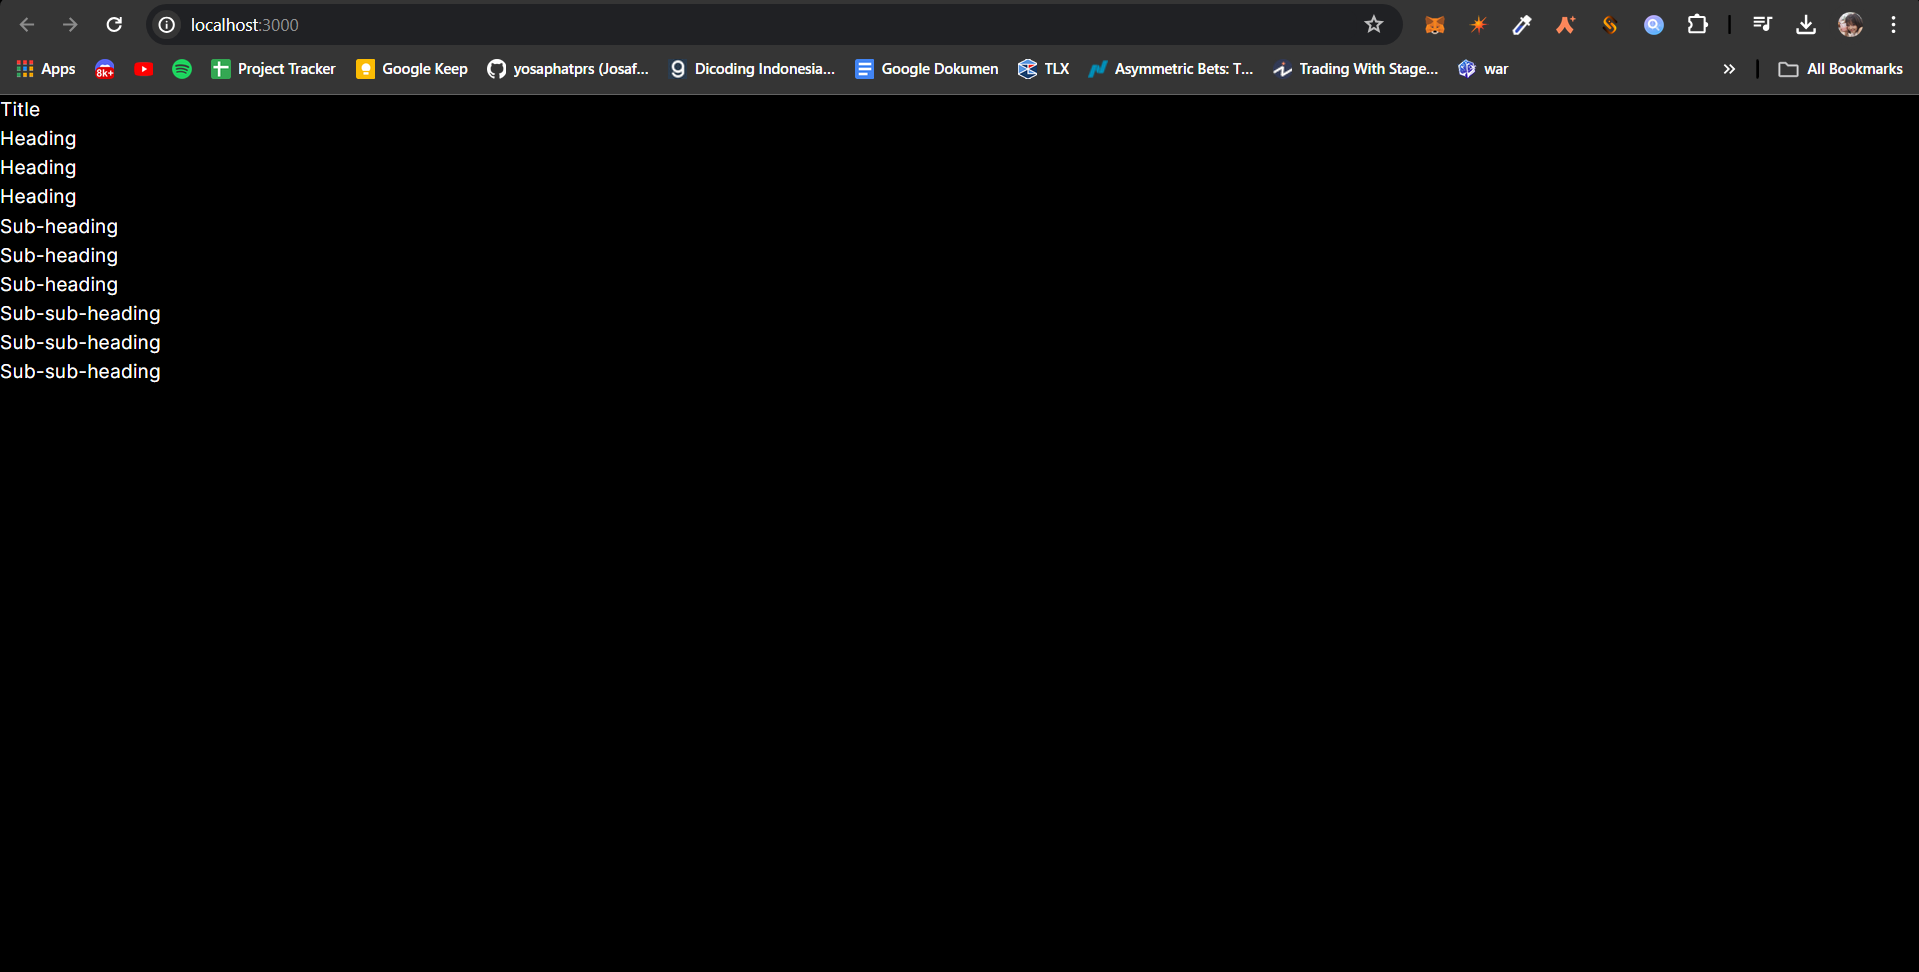 localhost:3000
Apps 8k+ Project Tracker Google Keep yosaphatprs (Josaf... Dicoding Indonesia... Google Dokumen TLX Asymmetric Bets: T... Trading With Stage... war » All Bookmarks
Title
Heading
Heading
Heading
Sub-heading
Sub-heading
Sub-heading
Sub-sub-heading
Sub-sub-heading
Sub-sub-heading